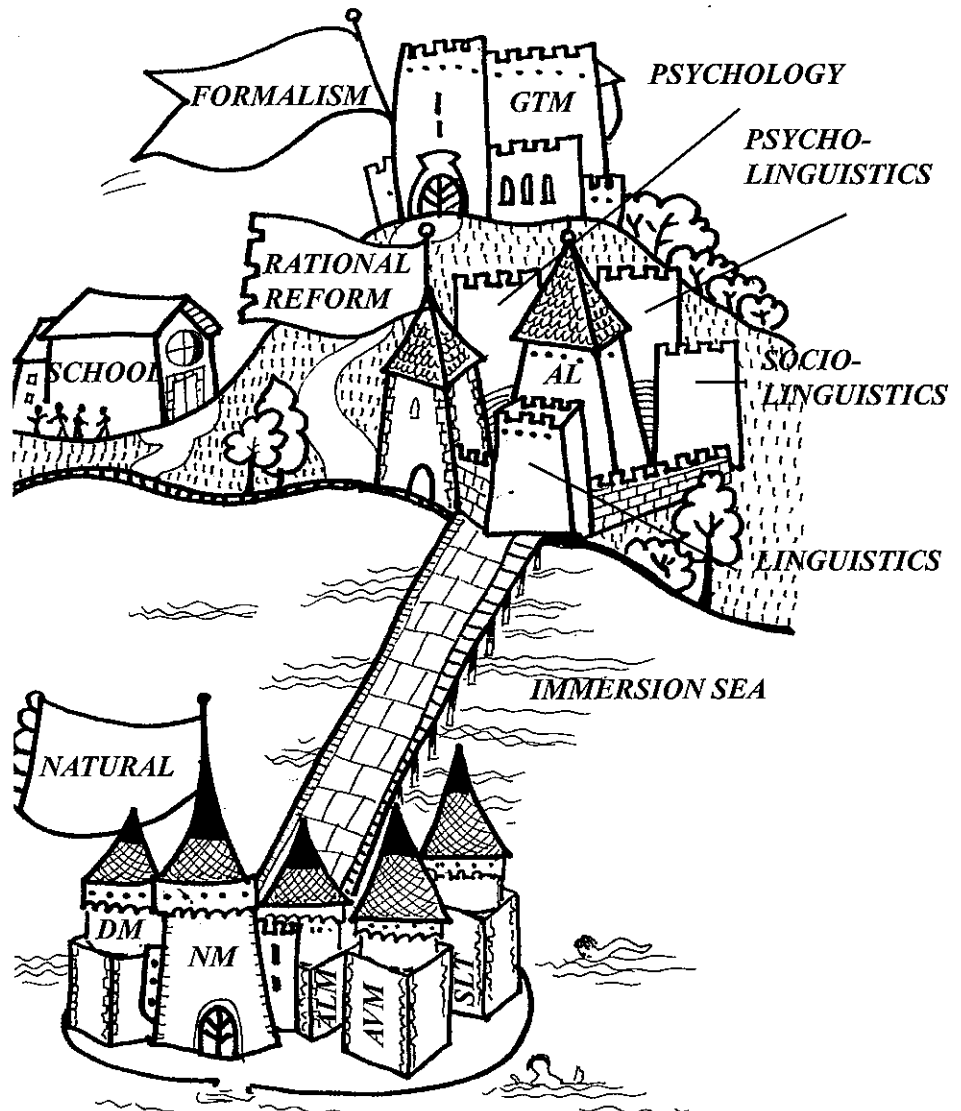 FORMALISM
GTM
PSYCHOLOGY
PSYCHO-
LINGUISTICS
RATIONAL
REFORM
SCHOOL
AL
SOCIO-
LINGUISTICS
LINGUISTICS
IMMERSION SEA
NATURAL
DM
NM
ALM
AVM
SLT